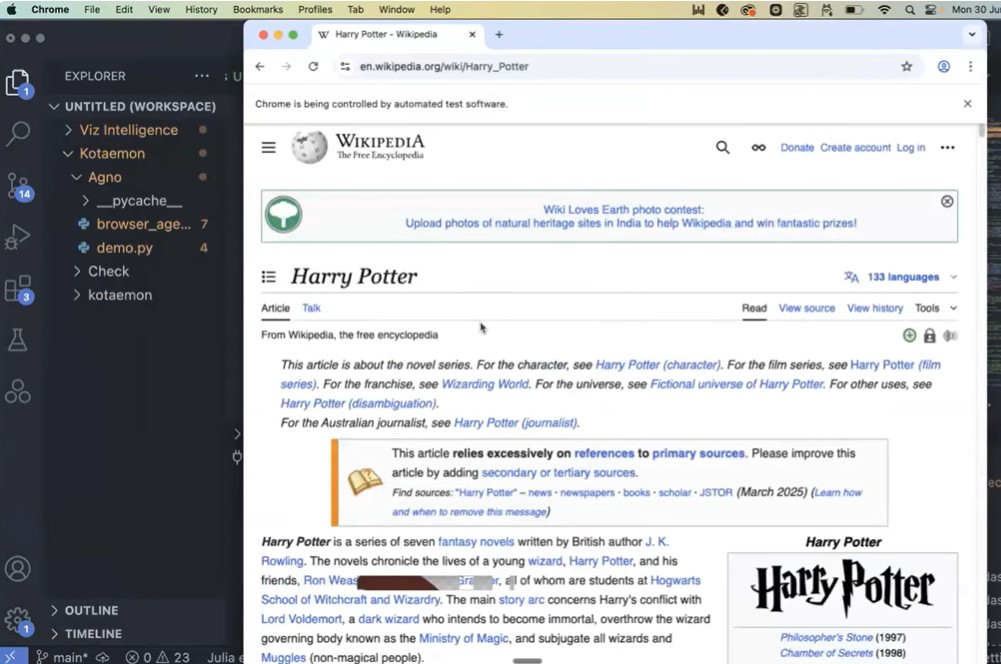 Chrome File Edit View History Bookmarks Profiles Tab Window Help Mon 30 Jun
EXPLORER
UNTITLED (WORKSPACE)
Viz Intelligence
Kotaemon
Agno
__pycache__
browser_age... 7
demo.py 4
Check
kotaemon
1
14
3
1
OUTLINE
TIMELINE
main* 0 23 Julia
Harry Potter - Wikipedia
en.wikipedia.org/wiki/Harry_Potter
Chrome is being controlled by automated test software.
WIKIPEDIA
The Free Encyclopedia
Donate Create account Log in
Wiki Loves Earth photo contest:
Upload photos of natural heritage sites in India to help Wikipedia and win fantastic prizes!
Harry Potter
133 languages
Article Talk Read View source View history Tools
From Wikipedia, the free encyclopedia
This article is about the novel series. For the character, see Harry Potter (character). For the film series, see Harry Potter (film
series). For the franchise, see Wizarding World. For the universe, see Fictional universe of Harry Potter. For other uses, see
Harry Potter (disambiguation).
For the Australian journalist, see Harry Potter (journalist).
This article relies excessively on references to primary sources. Please improve this
article by adding secondary or tertiary sources.
Find sources: "Harry Potter" – news · newspapers · books · scholar · JSTOR (March 2025) (Learn how
and when to remove this message)
Harry Potter is a series of seven fantasy novels written by British author J. K.
Rowling. The novels chronicle the lives of a young wizard, Harry Potter, and his
friends, Ron Weas of whom are students at Hogwarts
School of Witchcraft and Wizardry. The main story arc concerns Harry's conflict with
Lord Voldemort, a dark wizard who intends to become immortal, overthrow the wizard
governing body known as the Ministry of Magic, and subjugate all wizards and
Muggles (non-magical people).
Harry Potter
Harry Potter
Philosopher's Stone (1997)
Chamber of Secrets (1998)